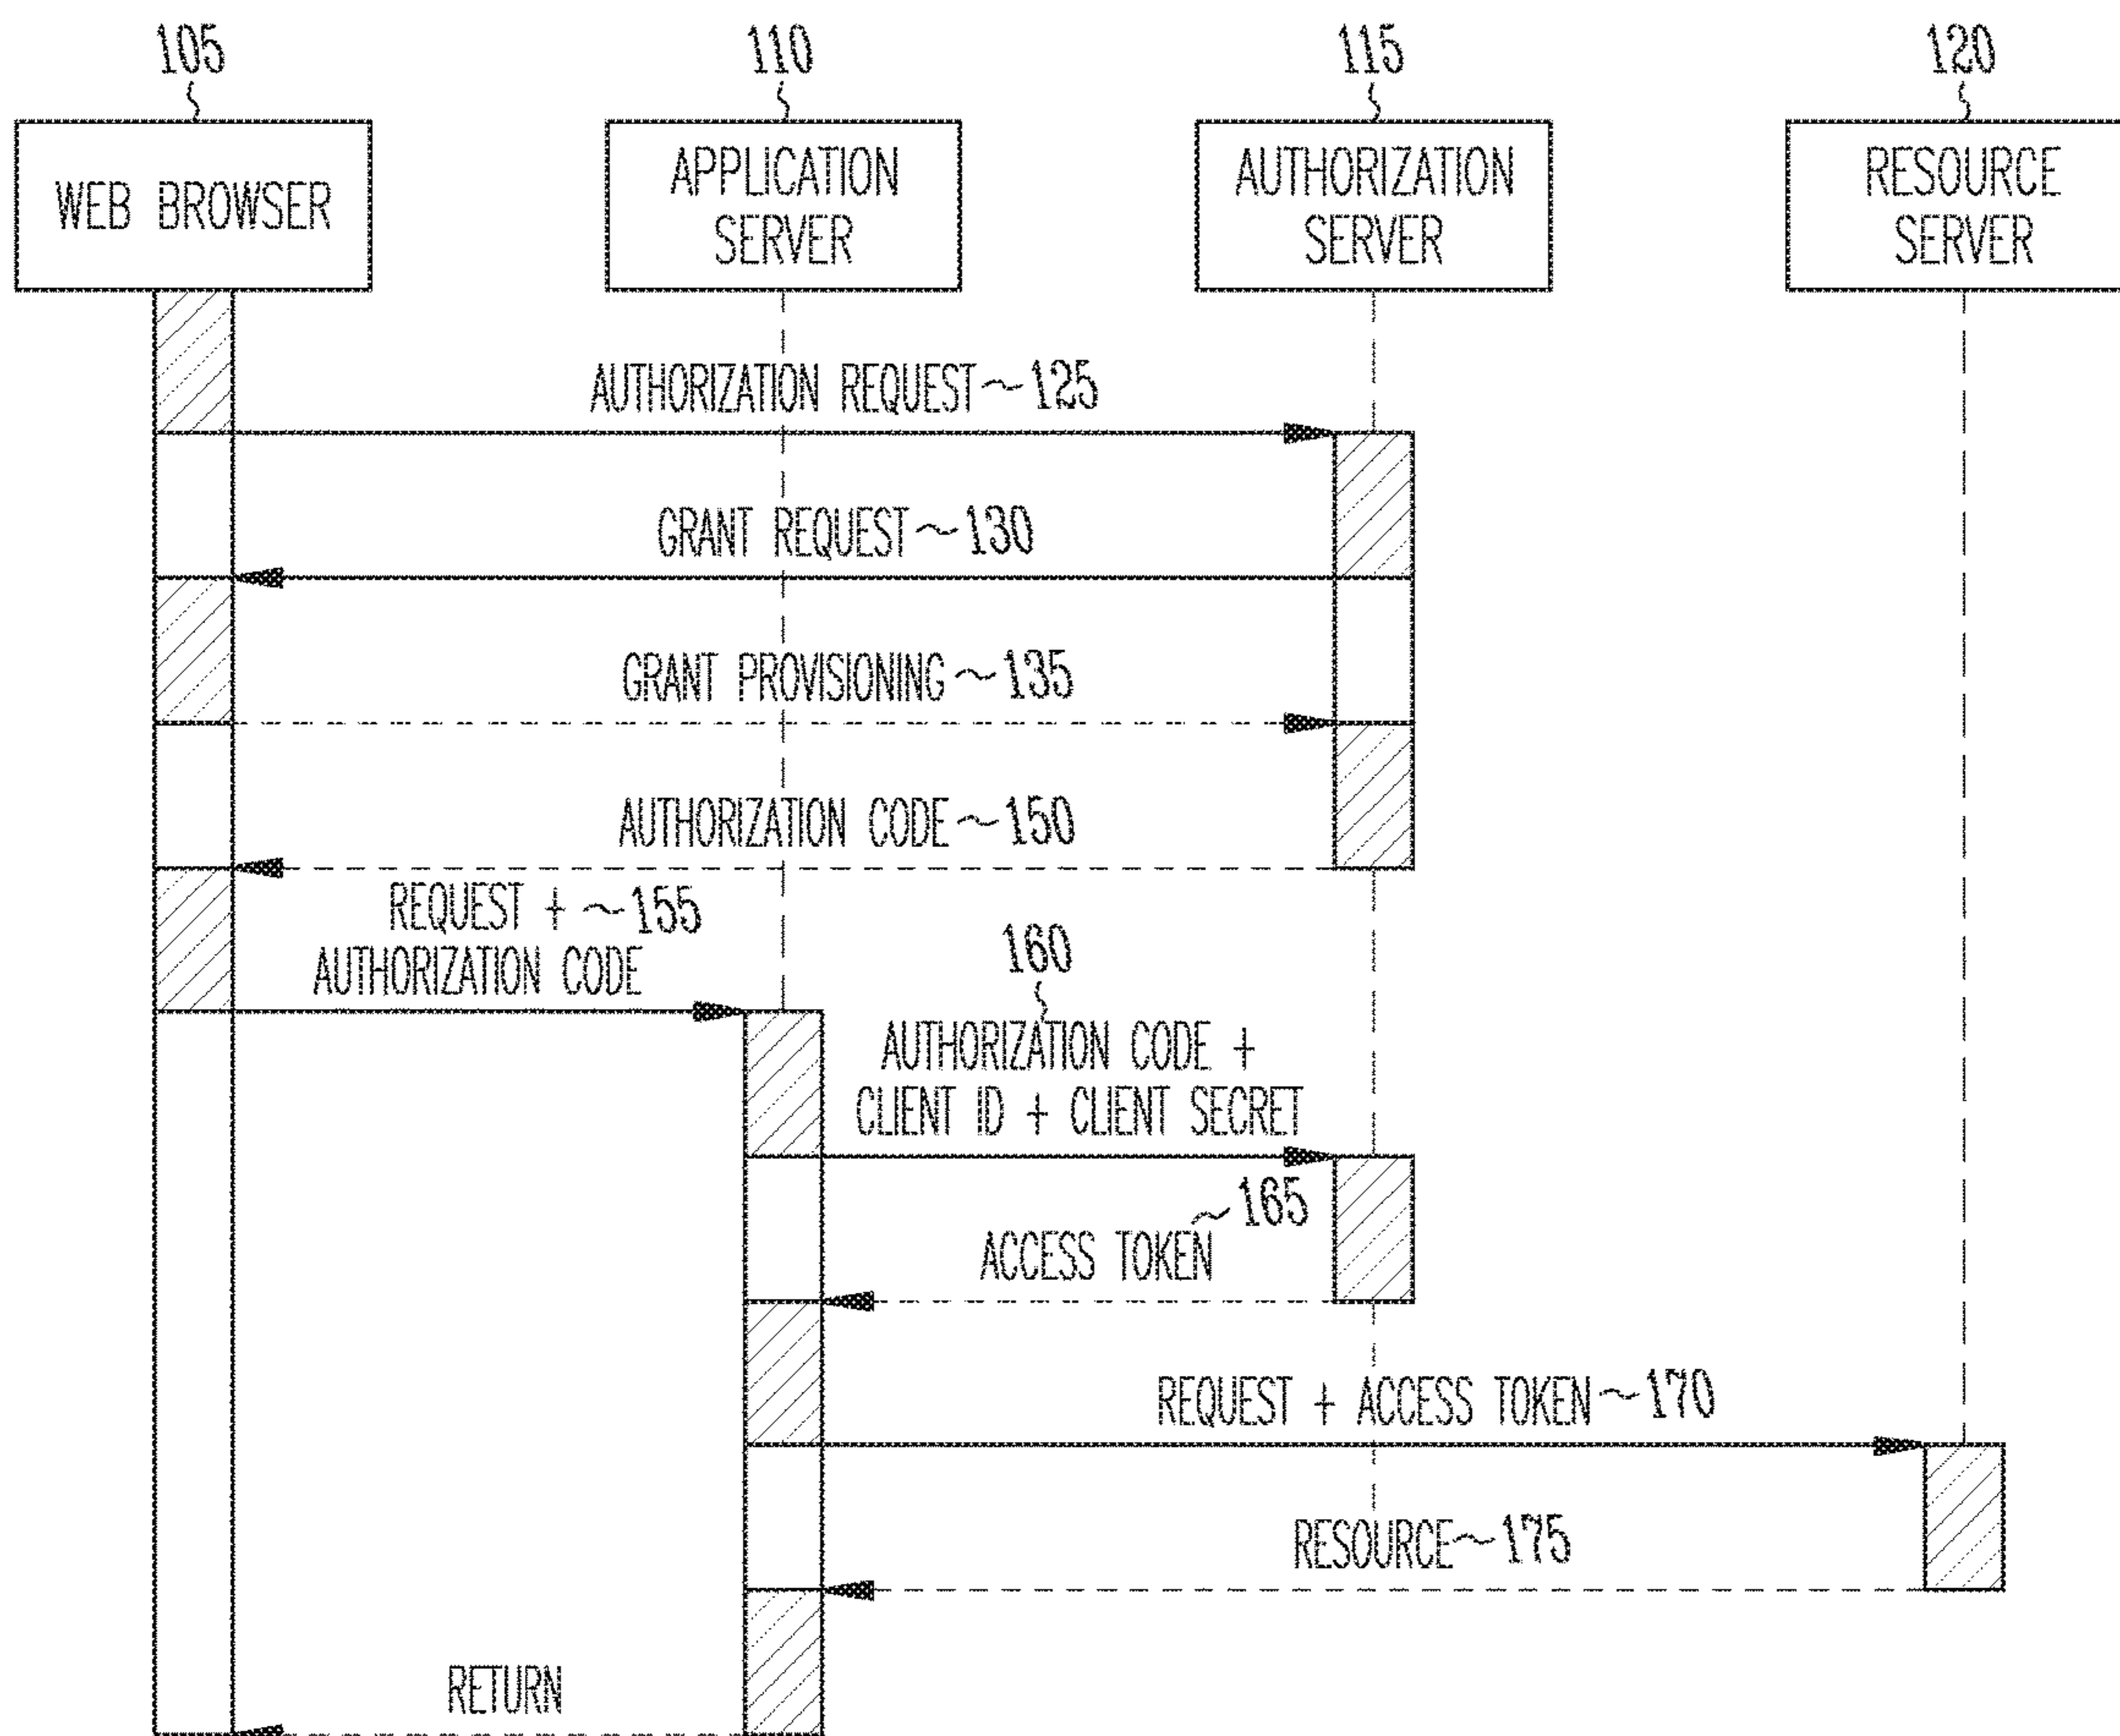 105
110
115
120
WEB BROWSER
APPLICATION
SERVER
AUTHORIZATION
SERVER
RESOURCE
SERVER
AUTHORIZATION REQUEST~125
GRANT REQUEST~130
GRANT PROVISIONING~135
AUTHORIZATION CODE~150
REQUEST + ~155
AUTHORIZATION CODE
160
AUTHORIZATION CODE +
CLIENT ID + CLIENT SECRET
~165
ACCESS TOKEN
REQUEST + ACCESS TOKEN~170
RESOURCE~175
RETURN